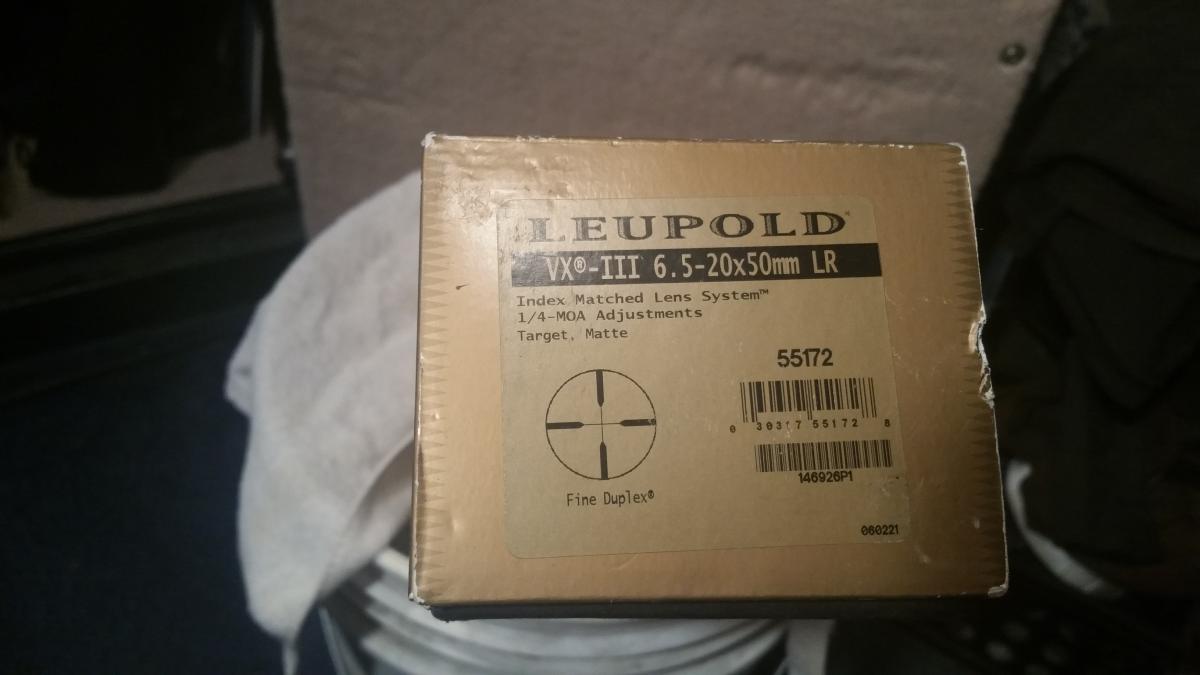 LEUPOLD
VX®-III 6.5-20x50mm LR
Index Matched Lens System™
1/4-MOA Adjustments
Target, Matte
55172
0 30317 55172 8
146926P1
Fine Duplex®
060221